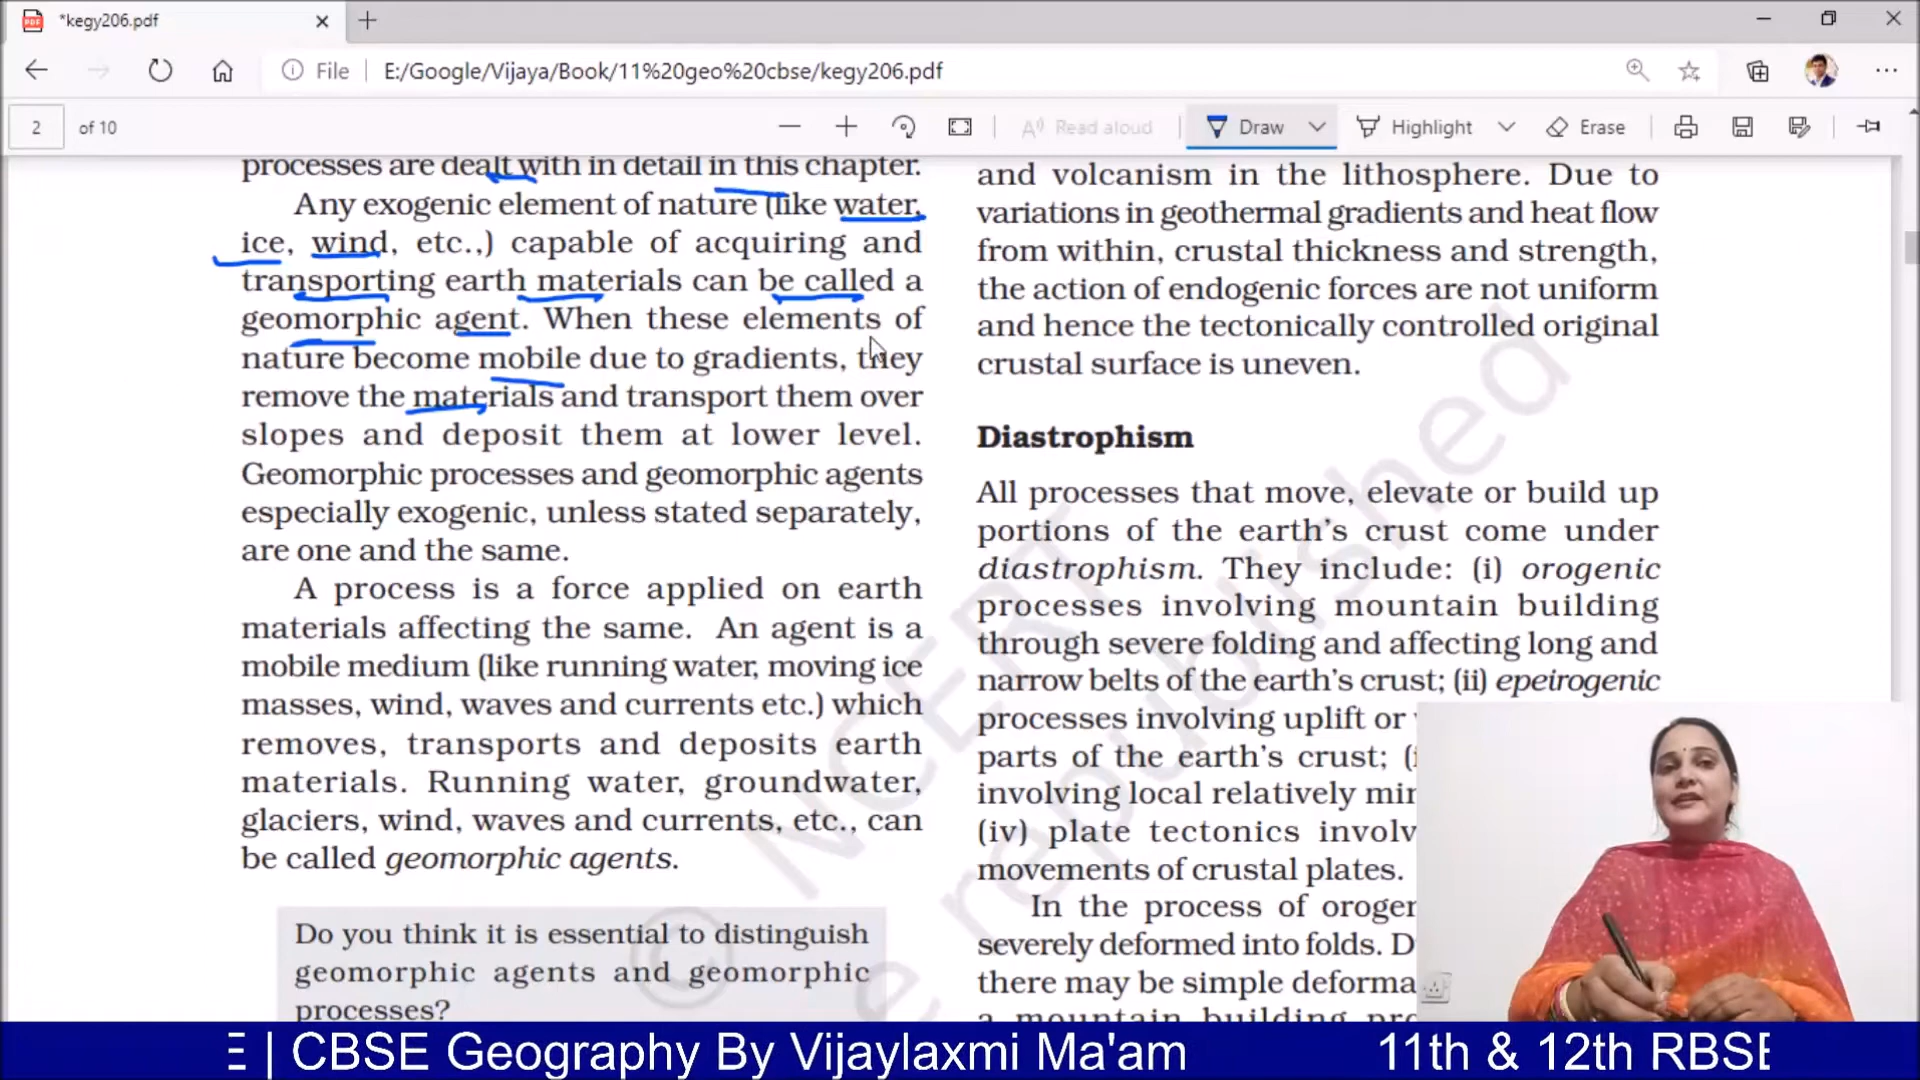 *kegy206.pdf
File
E:/Google/Vijaya/Book/11%20geo%20cbse/kegy206.pdf
2 of 10
Read aloud
Draw
Highlight
Erase
processes are dealt with in detail in this chapter.
Any exogenic element of nature (like water,
ice, wind, etc.,) capable of acquiring and
transporting earth materials can be called a
geomorphic agent. When these elements of
nature become mobile due to gradients, they
remove the materials and transport them over
slopes and deposit them at lower level.
Geomorphic processes and geomorphic agents
especially exogenic, unless stated separately,
are one and the same.
A process is a force applied on earth
materials affecting the same. An agent is a
mobile medium (like running water, moving ice
masses, wind, waves and currents etc.) which
removes, transports and deposits earth
materials. Running water, groundwater,
glaciers, wind, waves and currents, etc., can
be called geomorphic agents.
Do you think it is essential to distinguish
geomorphic agents and geomorphic
processes?
and volcanism in the lithosphere. Due to
variations in geothermal gradients and heat flow
from within, crustal thickness and strength,
the action of endogenic forces are not uniform
and hence the tectonically controlled original
crustal surface is uneven.
Diastrophism
All processes that move, elevate or build up
portions of the earth's crust come under
diastrophism. They include: (i) orogenic
processes involving mountain building
through severe folding and affecting long and
narrow belts of the earth's crust; (ii) epeirogenic
processes involving uplift or
parts of the earth's crust;
involving local relatively
(iv) plate tectonics
movements of crustal plates.
In the process of
severely deformed into folds.
there may be simple
a mountain building
© NCERT
republished
| CBSE Geography By Vijaylaxmi Ma'am
11th & 12th RBSE